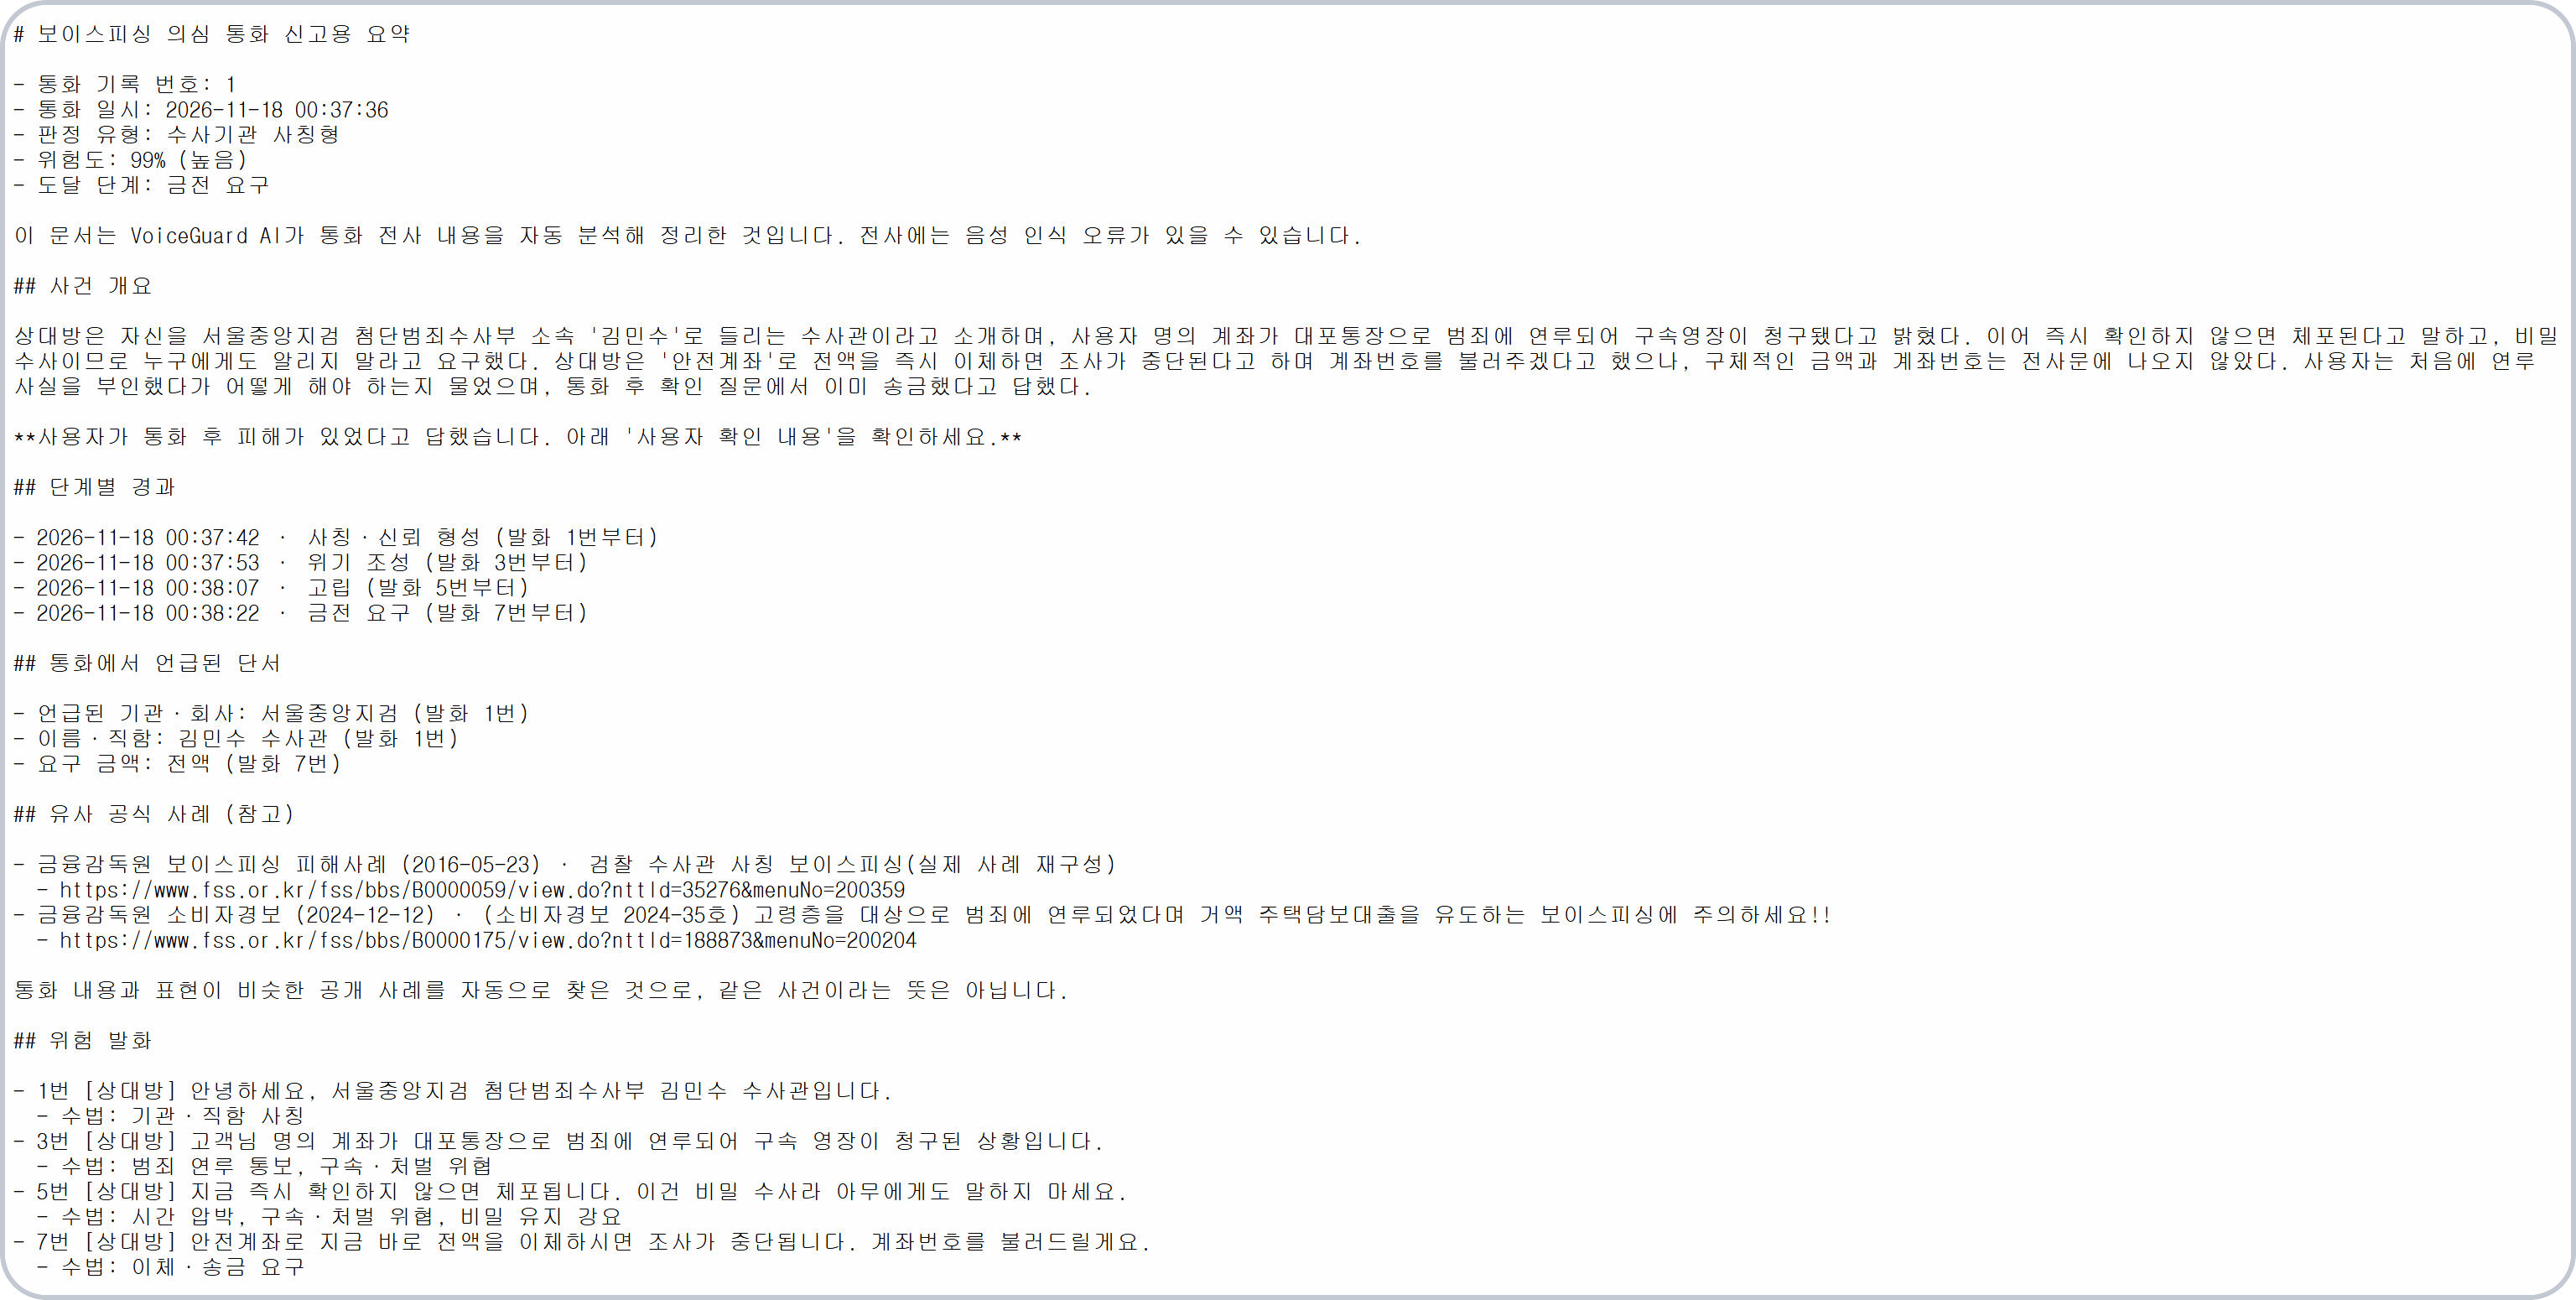 # 보이스피싱 의심 통화 신고용 요약
- 통화 기록 번호: 1
- 통화 일시: 2026-11-18 00:37:36
- 판정 유형: 수사기관 사칭형
- 위험도: 99% (높음)
- 도달 단계: 금전 요구
이 문서는 VoiceGuard AI가 통화 전사 내용을 자동 분석해 정리한 것입니다. 전사에는 음성 인식 오류가 있을 수 있습니다.
## 사건 개요
상대방은 자신을 서울중앙지검 첨단범죄수사부 소속 '김민수'로 들리는 수사관이라고 소개하며, 사용자 명의 계좌가 대포통장으로 범죄에 연루되어 구속영장이 청구됐다고 밝혔다. 이어 즉시 확인하지 않으면 체포된다고 말하고, 비밀
수사이므로 누구에게도 알리지 말라고 요구했다. 상대방은 '안전계좌'로 전액을 즉시 이체하면 조사가 중단된다고 하며 계좌번호를 불러주겠다고 했으나, 구체적인 금액과 계좌번호는 전사문에 나오지 않았다. 사용자는 처음에 연루
사실을 부인했다가 어떻게 해야 하는지 물었으며, 통화 후 확인 질문에서 이미 송금했다고 답했다.
**사용자가 통화 후 피해가 있었다고 답했습니다. 아래 '사용자 확인 내용'을 확인하세요.**
## 단계별 경과
- 2026-11-18 00:37:42 · 사칭·신뢰 형성 (발화 1번부터)
- 2026-11-18 00:37:53 · 위기 조성 (발화 3번부터)
- 2026-11-18 00:38:07 · 고립 (발화 5번부터)
- 2026-11-18 00:38:22 · 금전 요구 (발화 7번부터)
## 통화에서 언급된 단서
- 언급된 기관·회사: 서울중앙지검 (발화 1번)
- 이름·직함: 김민수 수사관 (발화 1번)
- 요구 금액: 전액 (발화 7번)
## 유사 공식 사례 (참고)
- 금융감독원 보이스피싱 피해사례 (2016-05-23) · 검찰 수사관 사칭 보이스피싱(실제 사례 재구성)
- https://www.fss.or.kr/fss/bbs/B0000059/view.do?nttId=35276&menuNo=200359
- 금융감독원 소비자경보 (2024-12-12) · (소비자경보 2024-35호) 고령층을 대상으로 범죄에 연루되었다며 거액 주택담보대출을 유도하는 보이스피싱에 주의하세요!!
- https://www.fss.or.kr/fss/bbs/B0000175/view.do?nttId=188873&menuNo=200204
통화 내용과 표현이 비슷한 공개 사례를 자동으로 찾은 것으로, 같은 사건이라는 뜻은 아닙니다.
## 위험 발화
- 1번 [상대방] 안녕하세요, 서울중앙지검 첨단범죄수사부 김민수 수사관입니다.
- 수법: 기관·직함 사칭
- 3번 [상대방] 고객님 명의 계좌가 대포통장으로 범죄에 연루되어 구속 영장이 청구된 상황입니다.
- 수법: 범죄 연루 통보, 구속·처벌 위협
- 5번 [상대방] 지금 즉시 확인하지 않으면 체포됩니다. 이건 비밀 수사라 아무에게도 말하지 마세요.
- 수법: 시간 압박, 구속·처벌 위협, 비밀 유지 강요
- 7번 [상대방] 안전계좌로 지금 바로 전액을 이체하시면 조사가 중단됩니다. 계좌번호를 불러드릴게요.
- 수법: 이체·송금 요구